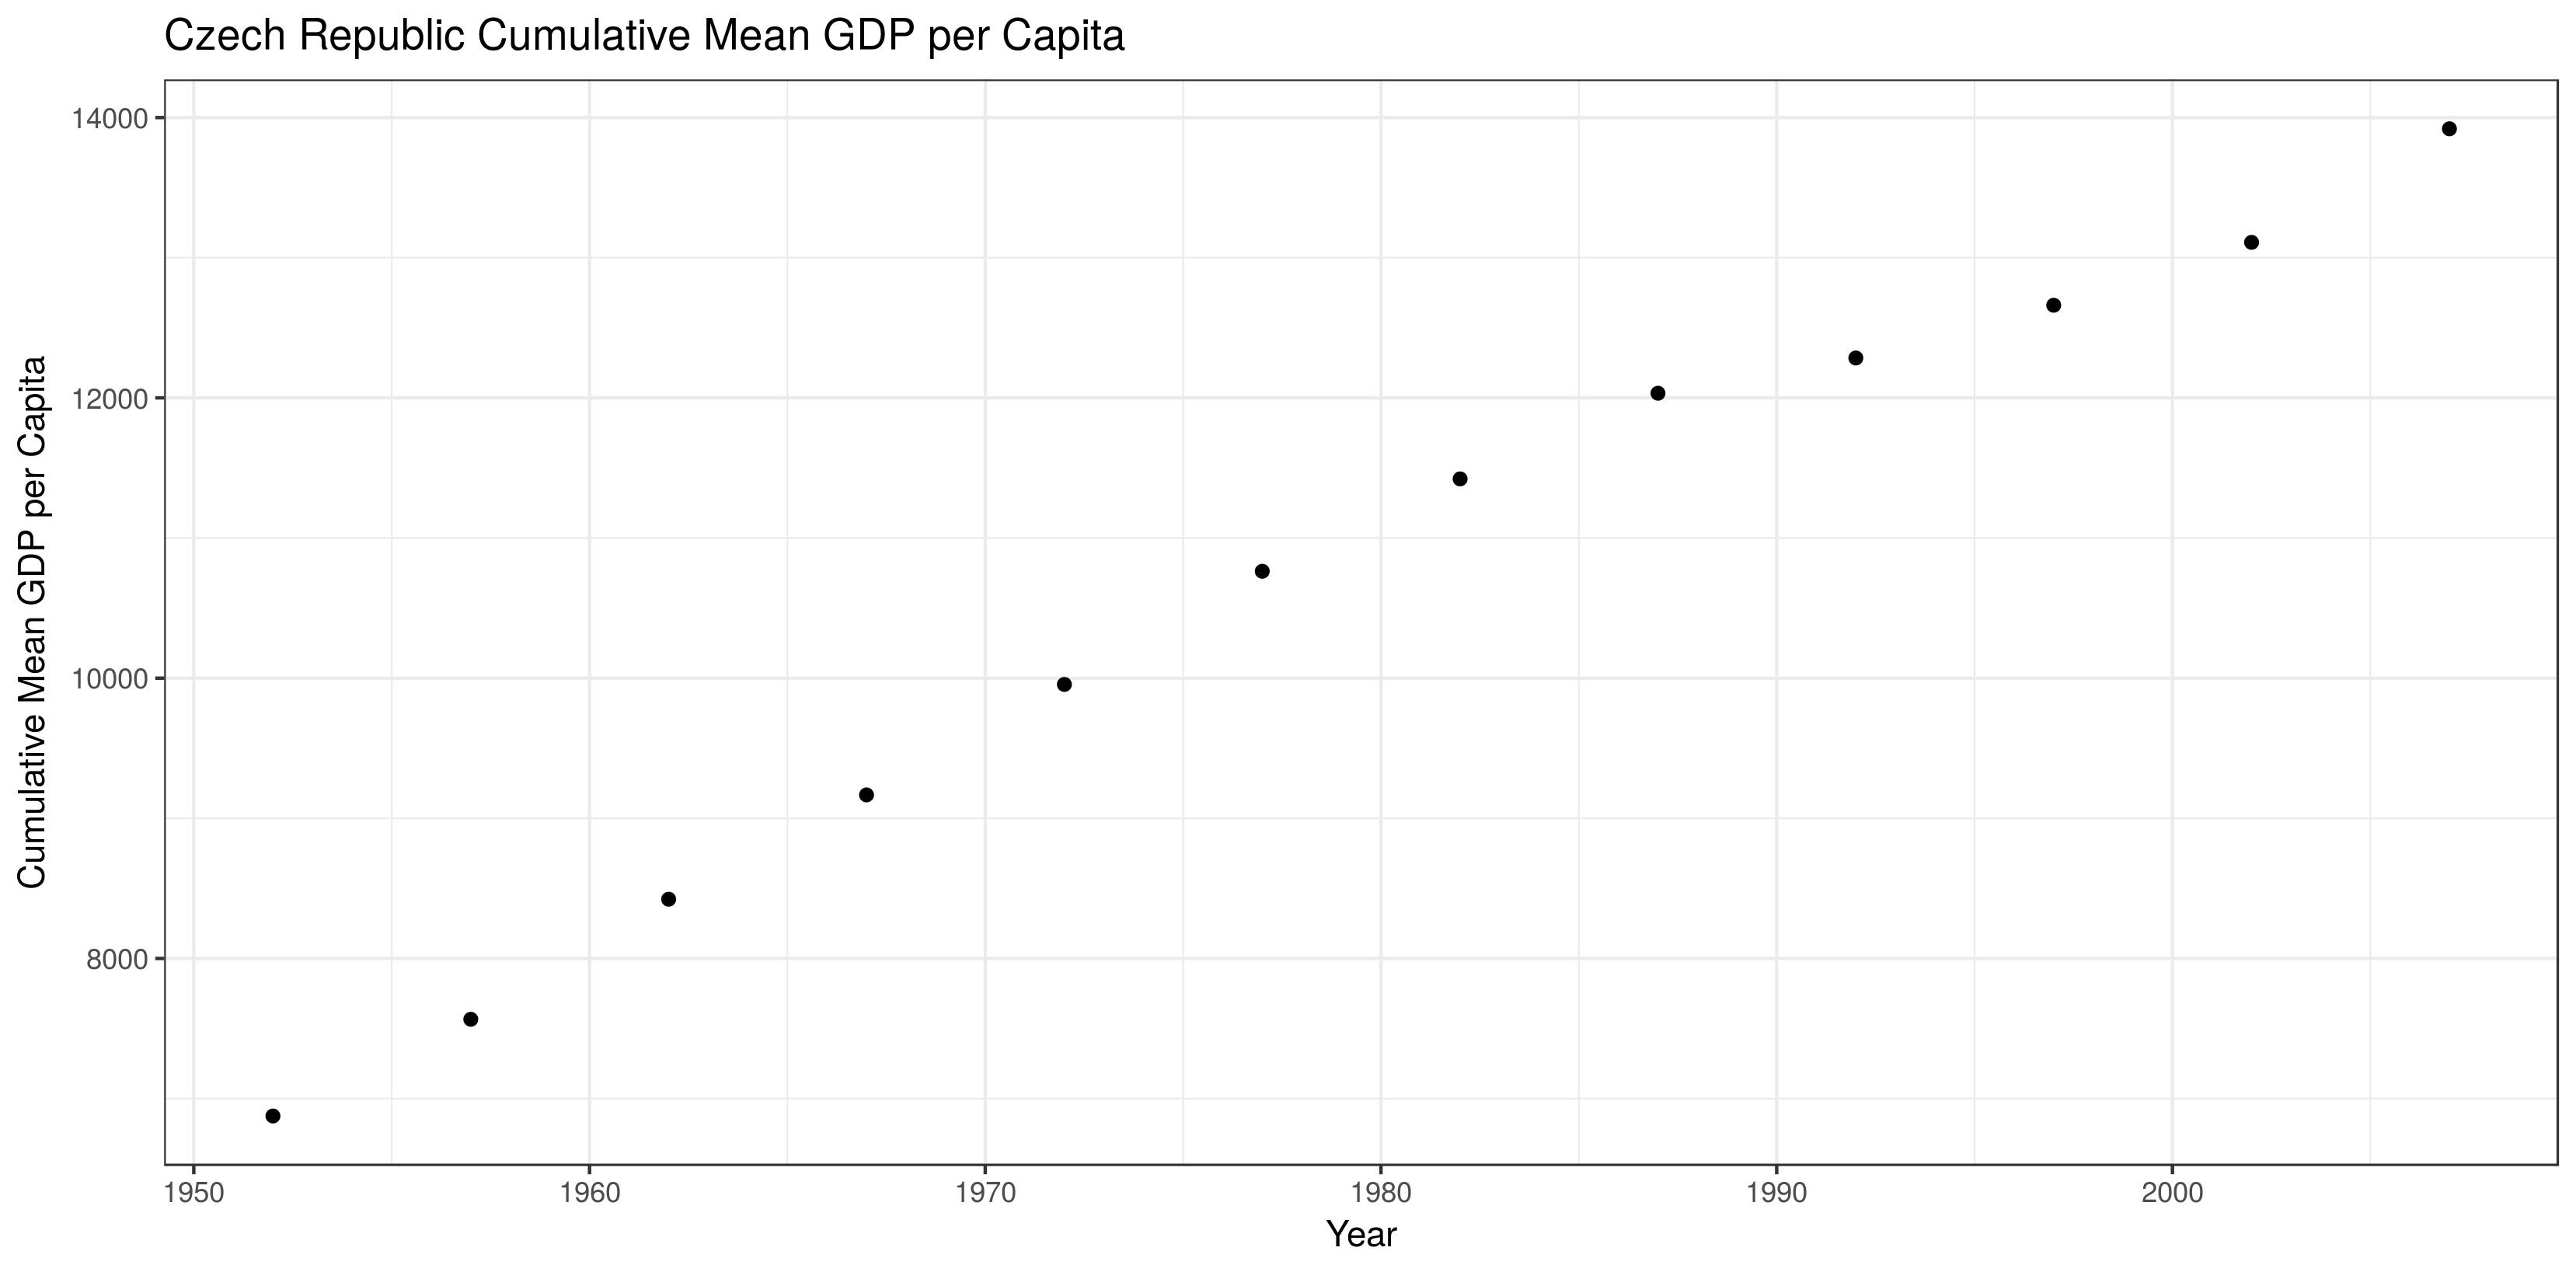 Czech Republic Cumulative Mean GDP per Capita
Cumulative Mean GDP per Capita
14000
12000
10000
8000
1950 1960 1970 1980 1990 2000
Year